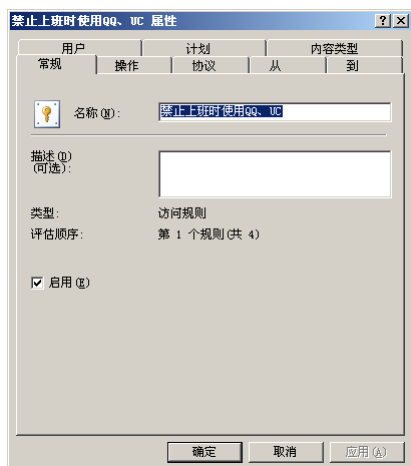 禁止上班时使用QQ、UC 属性
用户 计划 内容类型
常规 操作 协议 从 到
名称(N): 禁止上班时使用QQ、UC
描述(D)
(可选):
类型: 访问规则
评估顺序: 第 1 个规则(共 4)
启用(E)
确定 取消 应用(A)